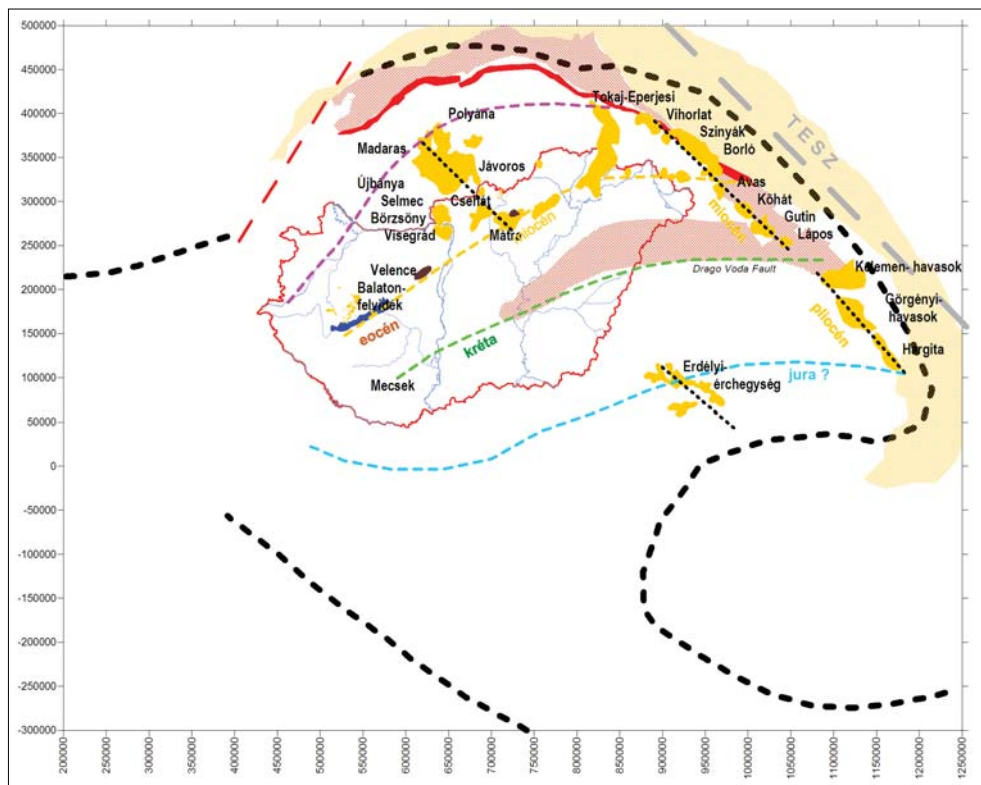 500000
450000
400000
350000
300000
250000
200000
150000
100000
50000
0
-50000
-100000
-150000
-200000
-250000
-300000
Tokaj-Eperjesi
Polyana
Vihorlat
Szinyák
Borló
TESZ
Madaras
Jávoros
Avas
Kőhát
Gutin
Lápos
Újbánya
Selmec
Cserhát
Börzsöny
Visegrád
Mátra
miocén
miocén
Drago Voda Fault
Kelemen- havasok
Velence
Balaton-
felvidék
Görgényi-
havasok
pliocén
eocén
kréta
Hargita
Mecsek
Erdélyi-
érchegység
jura ?
200000
250000
300000
350000
400000
450000
500000
550000
600000
650000
700000
750000
800000
850000
900000
950000
1000000
1050000
1100000
1150000
1200000
1250000